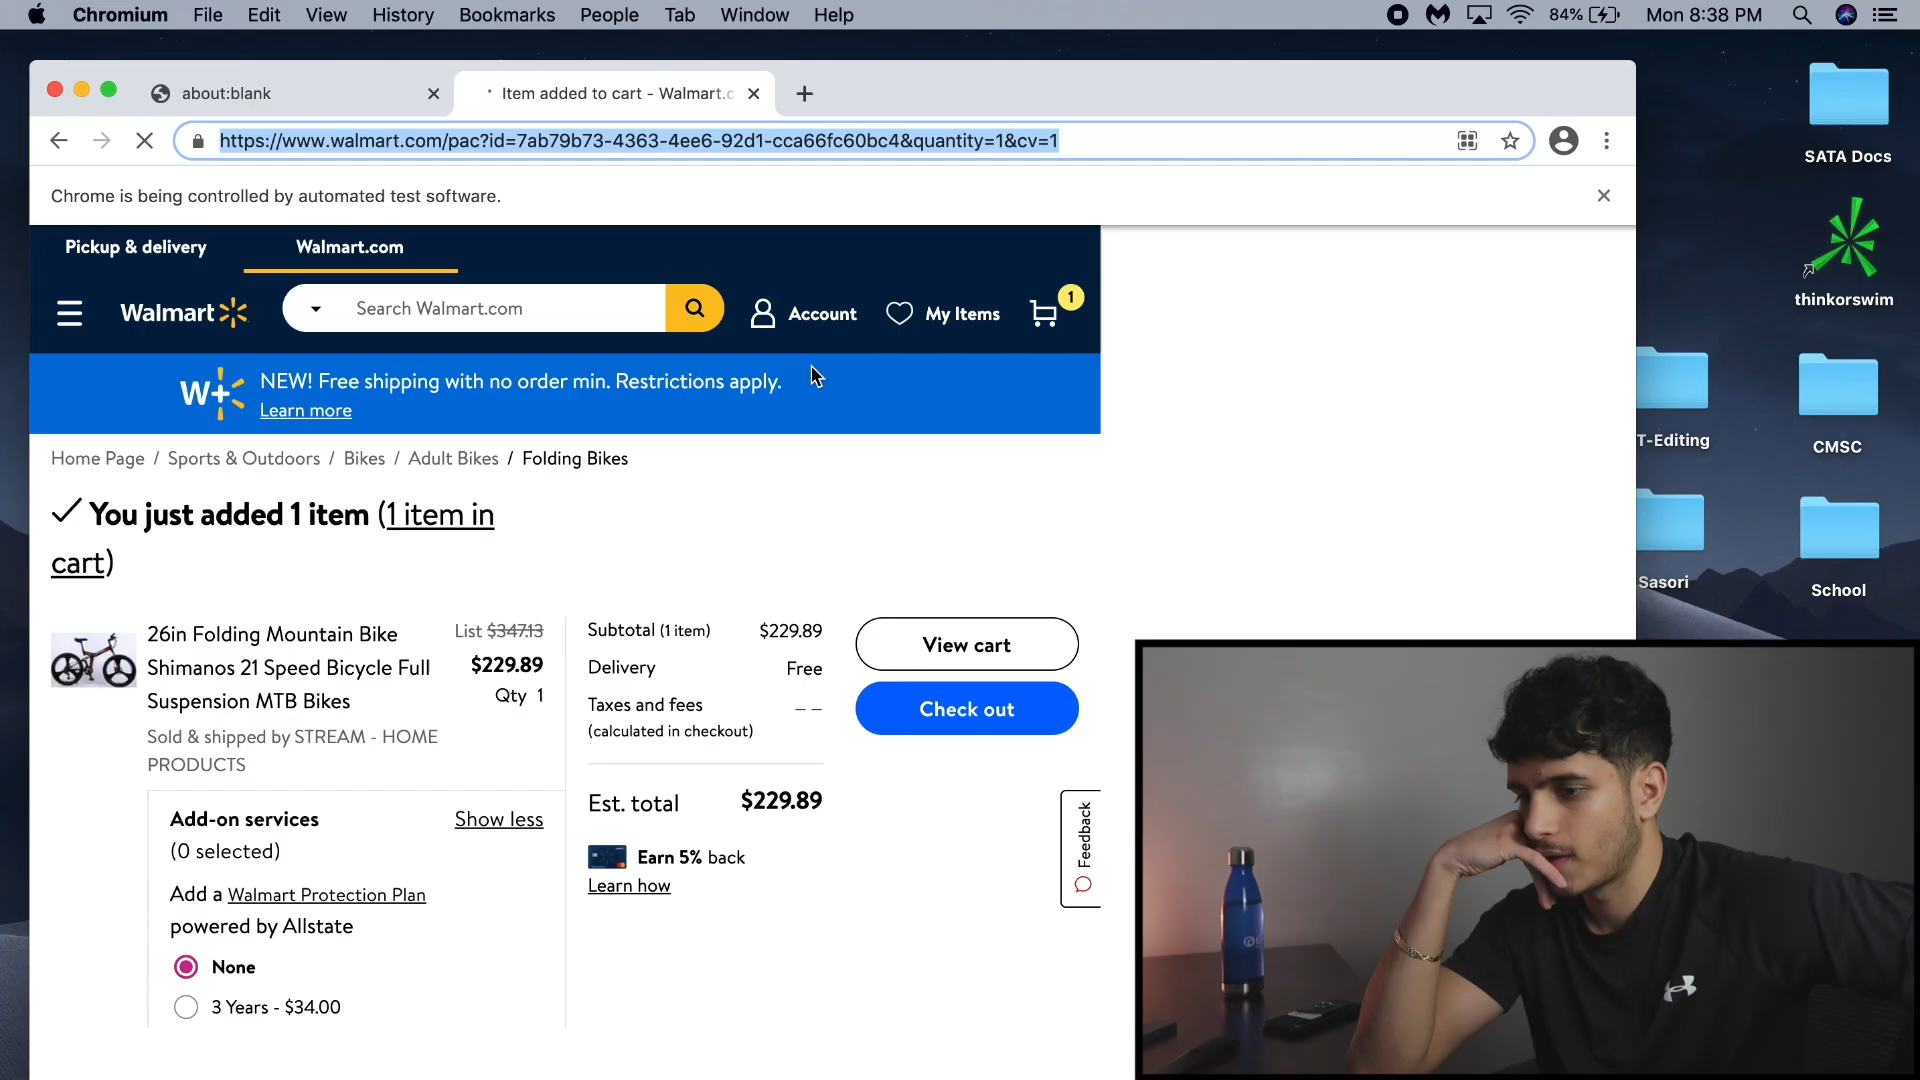 Chromium File Edit View History Bookmarks People Tab Window Help
84% Mon 8:38 PM
about:blank
Item added to cart - Walmart.c
https://www.walmart.com/pac?id=7ab79b73-4363-4ee6-92d1-cca66fc60bc4&quantity=1&cv=1
Chrome is being controlled by automated test software.
Pickup & delivery Walmart.com
Walmart
Search Walmart.com
Account
My Items
1
W+
NEW! Free shipping with no order min. Restrictions apply.
Learn more
Home Page / Sports & Outdoors / Bikes / Adult Bikes / Folding Bikes
You just added 1 item (1 item in
cart)
26in Folding Mountain Bike
Shimanos 21 Speed Bicycle Full
Suspension MTB Bikes
List $347.13
$229.89
Qty 1
Sold & shipped by STREAM - HOME
PRODUCTS
Add-on services
(0 selected)
Show less
Add a Walmart Protection Plan
powered by Allstate
None
3 Years - $34.00
Subtotal (1 item) $229.89
Delivery Free
Taxes and fees – –
(calculated in checkout)
Est. total $229.89
Earn 5% back
Learn how
View cart
Check out
Feedback
SATA Docs
thinkorswim
T-Editing
CMSC
Sasori
School